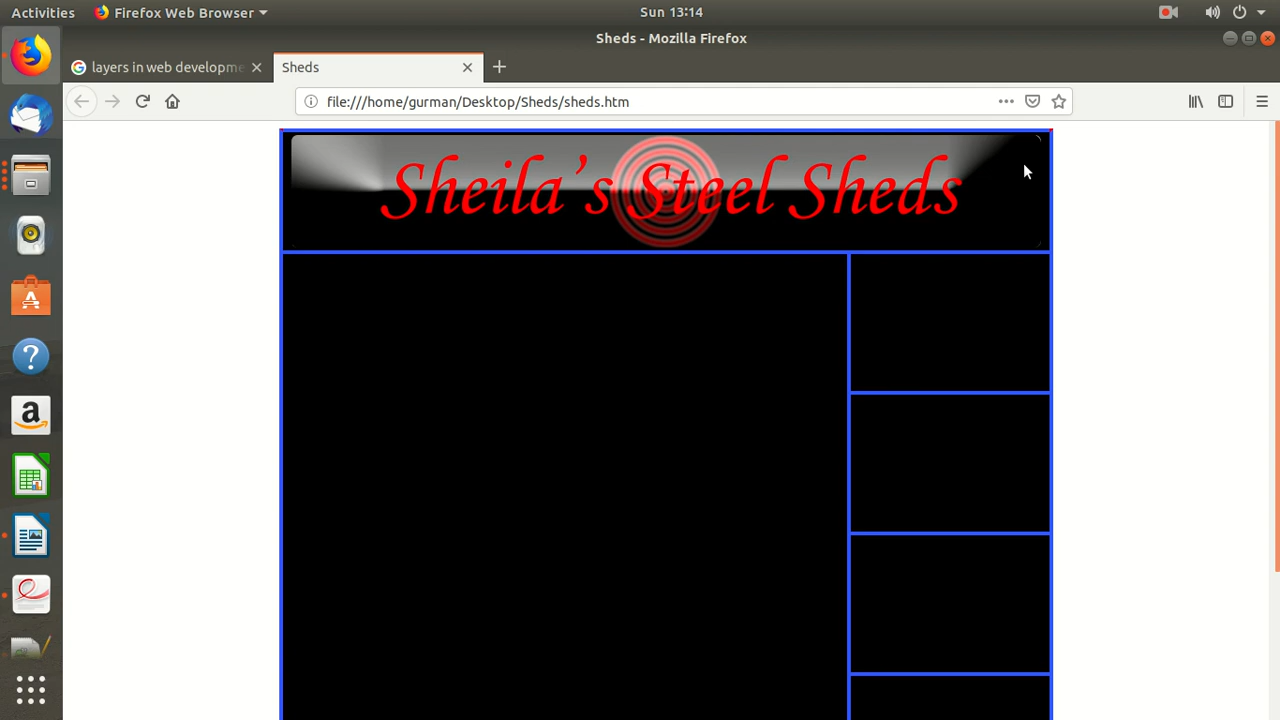 Activities Firefox Web Browser Sun 13:14
Sheds - Mozilla Firefox
layers in web developme Sheds
file:///home/gurman/Desktop/Sheds/sheds.htm
Sheila's Steel Sheds